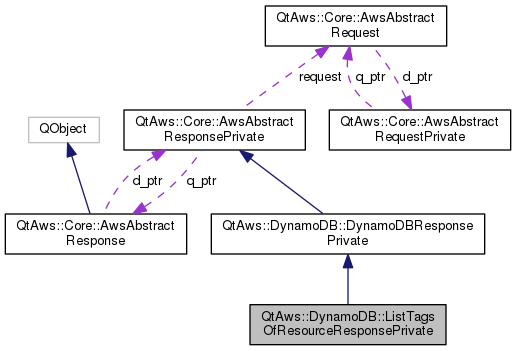 QtAws::Core::AwsAbstract
Request
request
q_ptr
d_ptr
QObject
QtAws::Core::AwsAbstract
ResponsePrivate
QtAws::Core::AwsAbstract
RequestPrivate
d_ptr
q_ptr
QtAws::Core::AwsAbstract
Response
QtAws::DynamoDB::DynamoDBResponse
Private
QtAws::DynamoDB::ListTags
OfResourceResponsePrivate